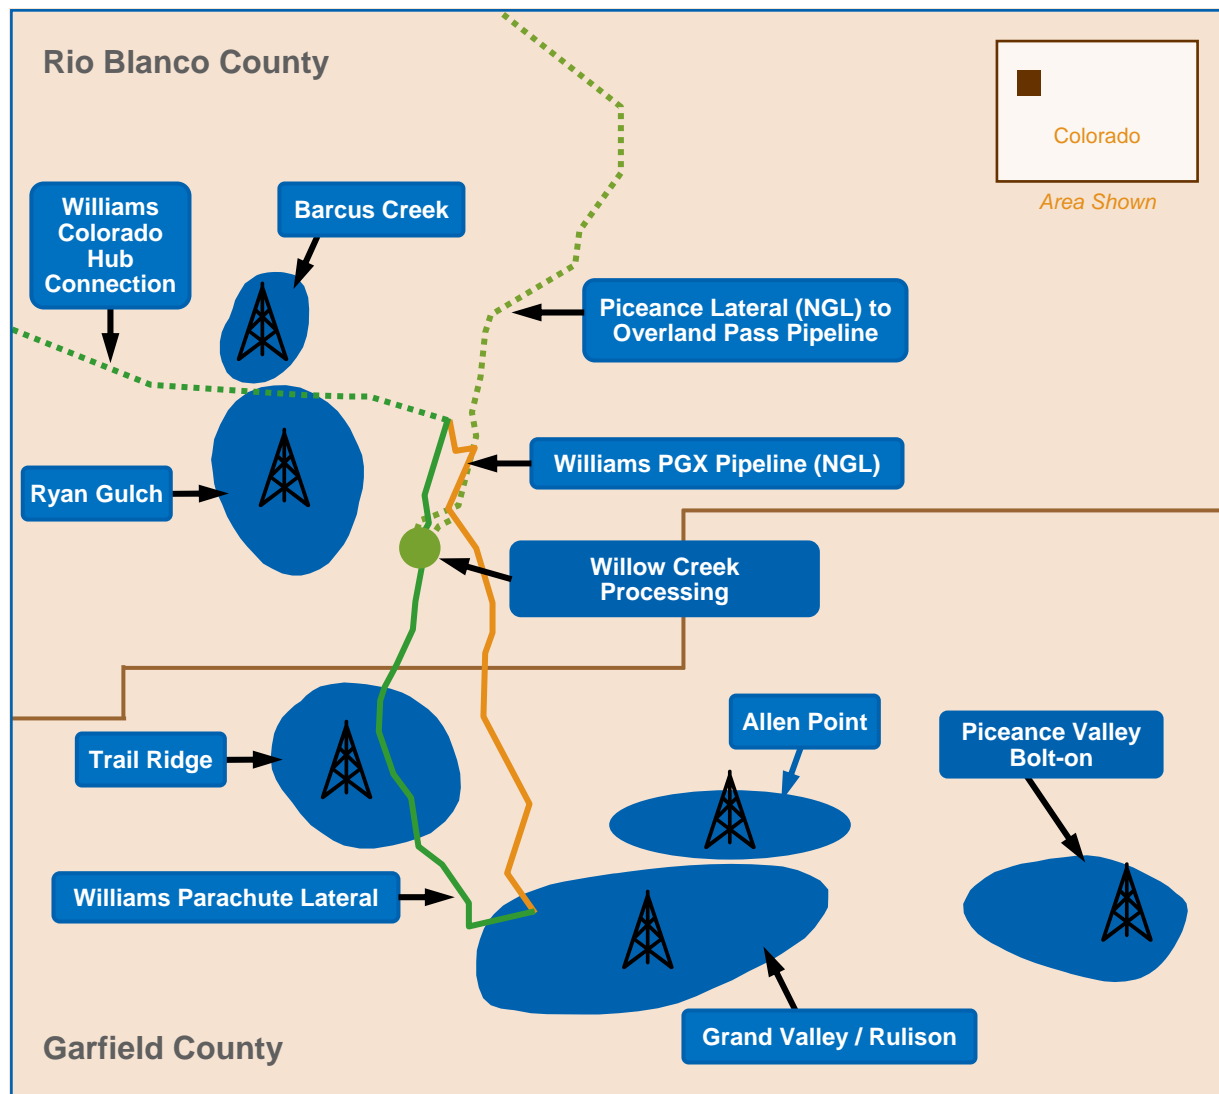 Rio Blanco County
Colorado
Area Shown
Williams
Colorado
Hub
Connection
Barcus Creek
Piceance Lateral (NGL) to
Overland Pass Pipeline
Williams PGX Pipeline (NGL)
Ryan Gulch
Willow Creek
Processing
Allen Point
Piceance Valley
Bolt-on
Trail Ridge
Williams Parachute Lateral
Grand Valley / Rulison
Garfield County